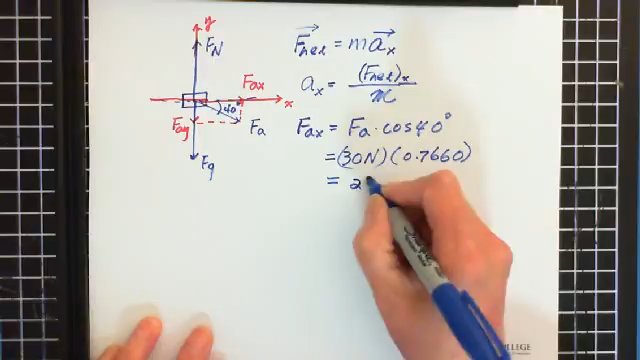 y
F_N
F_ax
x
40°
F_ay
F_a
F_g
F_net = m a_x
a_x = (F_net)_x / m
F_ax = F_a · cos 40°
= (30N)(0.7660)
= 2